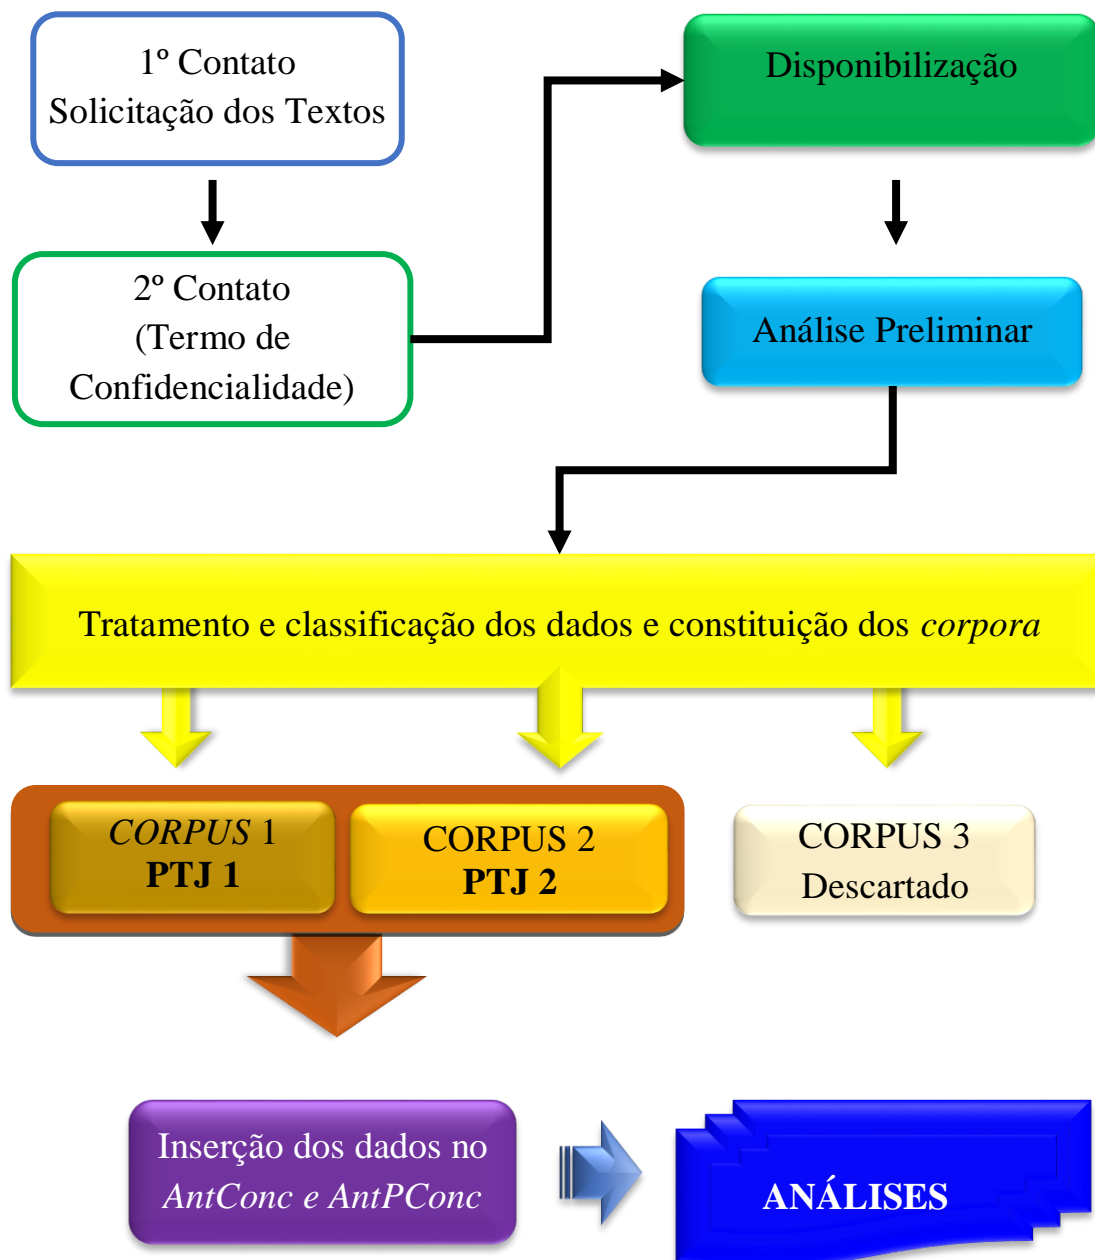 1º Contato
Solicitação dos Textos
2º Contato
(Termo de
Confidencialidade)
Disponibilização
Análise Preliminar
Tratamento e classificação dos dados e constituição dos corpora
CORPUS 1
PTJ 1
CORPUS 2
PTJ 2
CORPUS 3
Descartado
Inserção dos dados no
AntConc e AntPConc
ANÁLISES